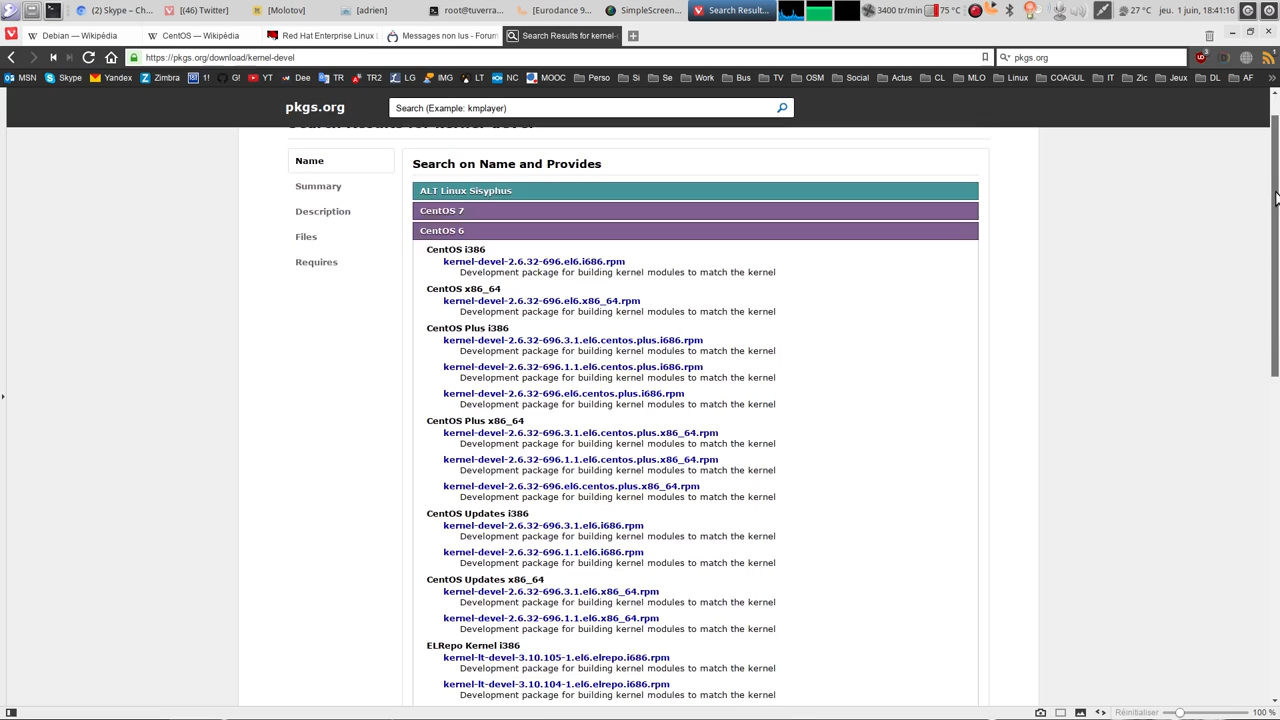 (2) Skype - Ch...
[(46) Twitter]
[Molotov]
[adrien]
root@tuverra...
[Eurodance 9...
SimpleScreen...
Search Result...
3400 tr/min
75 °C
27 °C
jeu. 1 juin, 18:41:16
Debian — Wikipédia
CentOS — Wikipédia
Red Hat Enterprise Linux
Messages non lus - Forum
Search Results for kernel-
https://pkgs.org/download/kernel-devel
pkgs.org
MSN Skype Yandex Zimbra 1! GT YT Dee TR TR2 LG IMG LT NC MOOC Perso Si Se Work Bus TV OSM Social Actus CL MLO Linux COAGUL IT Zic Jeux DL AF
pkgs.org
Search (Example: kmplayer)
Name
Summary
Description
Files
Requires
Search on Name and Provides
ALT Linux Sisyphus
CentOS 7
CentOS 6
CentOS i386
kernel-devel-2.6.32-696.el6.i686.rpm
Development package for building kernel modules to match the kernel
CentOS x86_64
kernel-devel-2.6.32-696.el6.x86_64.rpm
Development package for building kernel modules to match the kernel
CentOS Plus i386
kernel-devel-2.6.32-696.3.1.el6.centos.plus.i686.rpm
Development package for building kernel modules to match the kernel
kernel-devel-2.6.32-696.1.1.el6.centos.plus.i686.rpm
Development package for building kernel modules to match the kernel
kernel-devel-2.6.32-696.el6.centos.plus.i686.rpm
Development package for building kernel modules to match the kernel
CentOS Plus x86_64
kernel-devel-2.6.32-696.3.1.el6.centos.plus.x86_64.rpm
Development package for building kernel modules to match the kernel
kernel-devel-2.6.32-696.1.1.el6.centos.plus.x86_64.rpm
Development package for building kernel modules to match the kernel
kernel-devel-2.6.32-696.el6.centos.plus.x86_64.rpm
Development package for building kernel modules to match the kernel
CentOS Updates i386
kernel-devel-2.6.32-696.3.1.el6.i686.rpm
Development package for building kernel modules to match the kernel
kernel-devel-2.6.32-696.1.1.el6.i686.rpm
Development package for building kernel modules to match the kernel
CentOS Updates x86_64
kernel-devel-2.6.32-696.3.1.el6.x86_64.rpm
Development package for building kernel modules to match the kernel
kernel-devel-2.6.32-696.1.1.el6.x86_64.rpm
Development package for building kernel modules to match the kernel
ELRepo Kernel i386
kernel-lt-devel-3.10.105-1.el6.elrepo.i686.rpm
Development package for building kernel modules to match the kernel
kernel-lt-devel-3.10.104-1.el6.elrepo.i686.rpm
Development package for building kernel modules to match the kernel
Réinitialiser
100 %